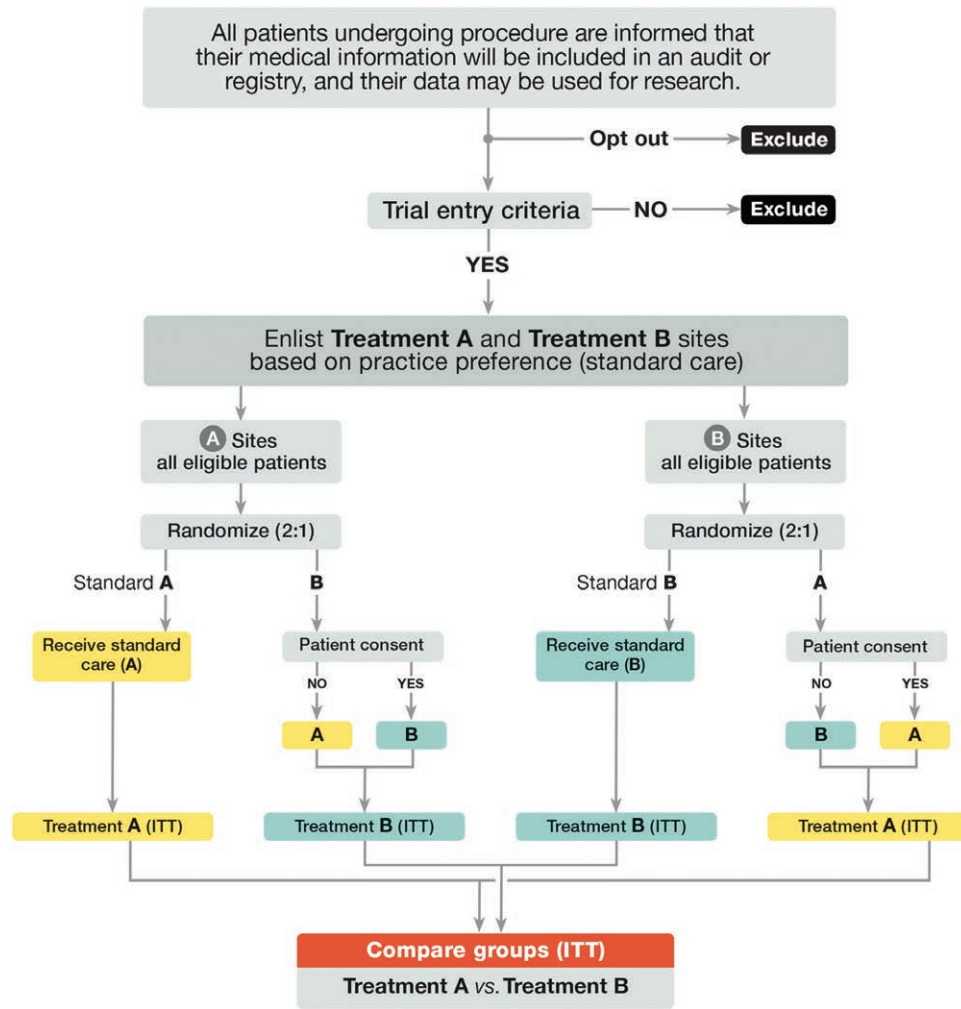 All patients undergoing procedure are informed that
their medical information will be included in an audit or
registry, and their data may be used for research.
Opt out
Exclude
Trial entry criteria
NO
Exclude
YES
Enlist Treatment A and Treatment B sites
based on practice preference (standard care)
A Sites
all eligible patients
B Sites
all eligible patients
Randomize (2:1)
Randomize (2:1)
Standard A
B
Standard B
A
Receive standard
care (A)
Patient consent
Receive standard
care (B)
Patient consent
NO
YES
NO
YES
A
B
B
A
Treatment A (ITT)
Treatment B (ITT)
Treatment B (ITT)
Treatment A (ITT)
Compare groups (ITT)
Treatment A vs. Treatment B